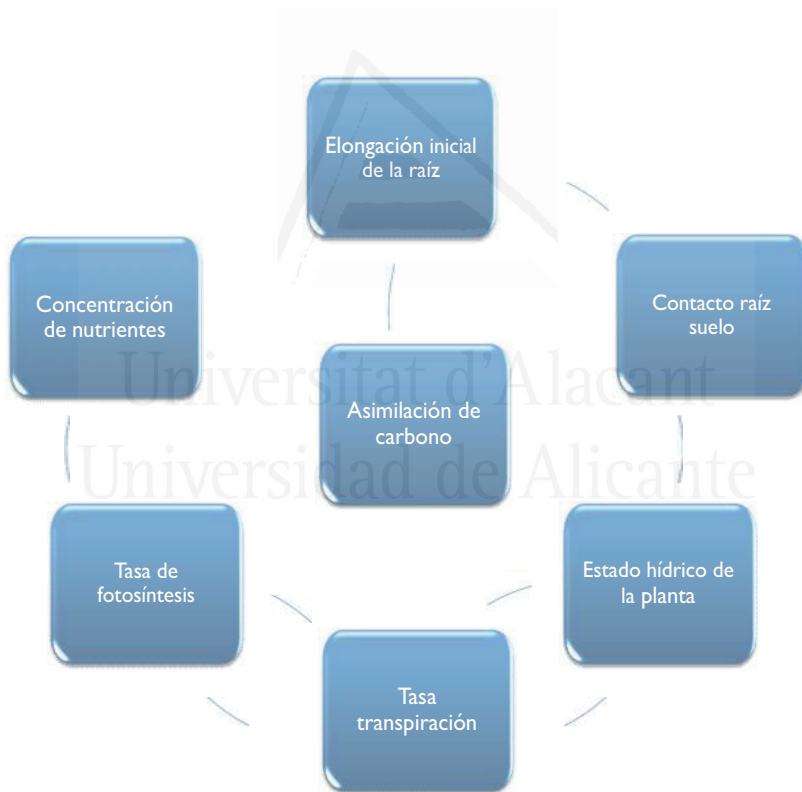 Elongación inicial
de la raíz
Concentración
de nutrientes
Contacto raíz
suelo
Universitat d'Alacant
Asimilación de
carbono
Universidad de Alicante
Tasa de
fotosíntesis
Estado hídrico de
la planta
Tasa
transpiración